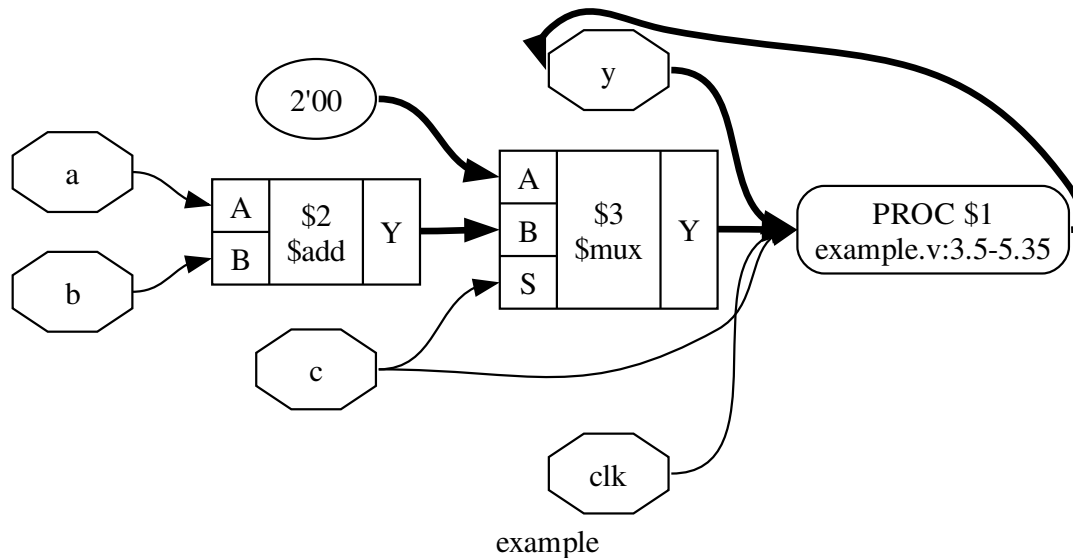 y
2'00
a
A
$3
B
$mux
Y
S
PROC $1
example.v:3.5-5.35
A
$2
B
$add
Y
b
c
clk
example